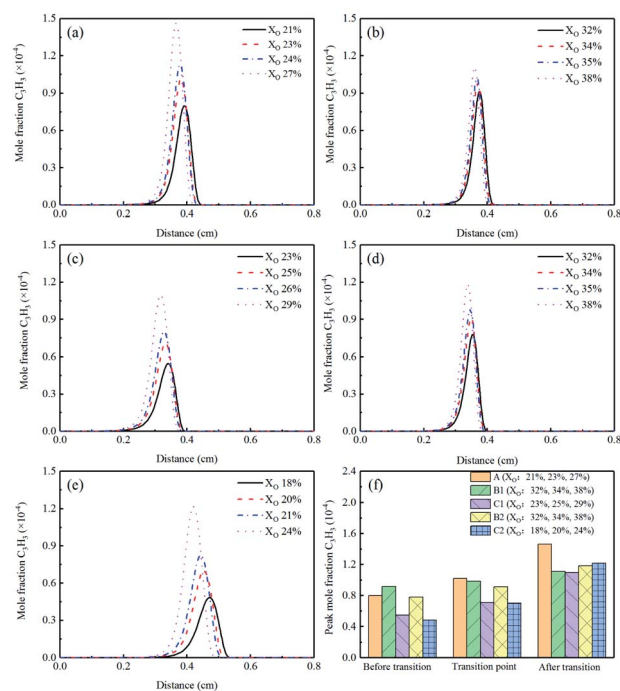 (a)
X_O 21%
X_O 23%
X_O 24%
X_O 27%
Mole fraction C₃H₃ (×10⁻⁴)
1.5
1.2
0.9
0.6
0.3
0.0
0.0 0.2 0.4 0.6 0.8
Distance (cm)
(b)
X_O 32%
X_O 34%
X_O 35%
X_O 38%
Mole fraction C₃H₃ (×10⁻⁴)
1.5
1.2
0.9
0.6
0.3
0.0
0.0 0.2 0.4 0.6 0.8
Distance (cm)
(c)
X_O 23%
X_O 25%
X_O 26%
X_O 29%
Mole fraction C₃H₃ (×10⁻⁴)
1.5
1.2
0.9
0.6
0.3
0.0
0.0 0.2 0.4 0.6 0.8
Distance (cm)
(d)
X_O 32%
X_O 34%
X_O 35%
X_O 38%
Mole fraction C₃H₃ (×10⁻⁴)
1.5
1.2
0.9
0.6
0.3
0.0
0.0 0.2 0.4 0.6 0.8
Distance (cm)
(e)
X_O 18%
X_O 20%
X_O 21%
X_O 24%
Mole fraction C₃H₃ (×10⁻⁴)
1.5
1.2
0.9
0.6
0.3
0.0
0.0 0.2 0.4 0.6 0.8
Distance (cm)
(f)
A (X_O: 21%, 23%, 27%)
B1 (X_O: 32%, 34%, 38%)
C1 (X_O: 23%, 25%, 29%)
B2 (X_O: 32%, 34%, 38%)
C2 (X_O: 18%, 20%, 24%)
Peak mole fraction C₃H₃ (×10⁻⁴)
2.4
2.0
1.6
1.2
0.8
0.4
0.0
Before transition Transition point After transition